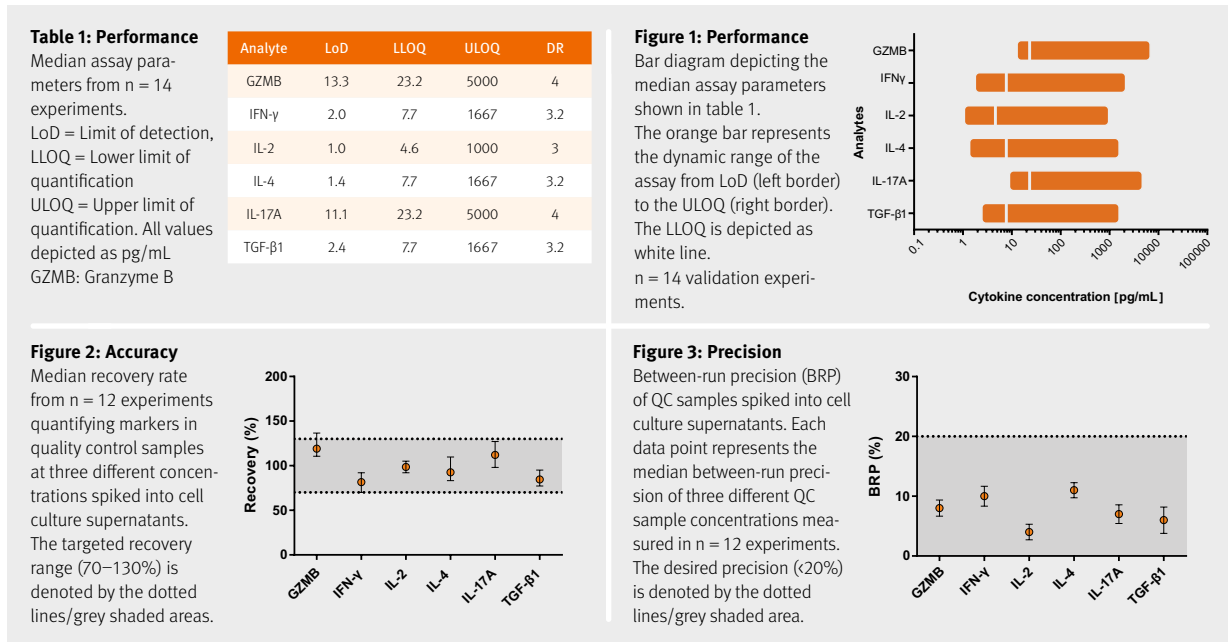 Table 1: Performance
Median assay para-
meters from n = 14
experiments.
LoD = Limit of detection,
LLOQ = Lower limit of
quantification
ULOQ = Upper limit of
quantification. All values
depicted as pg/mL
GZMB: Granzyme B
Analyte LoD LLOQ ULOQ DR
GZMB 13.3 23.2 5000 4
IFN-γ 2.0 7.7 1667 3.2
IL-2 1.0 4.6 1000 3
IL-4 1.4 7.7 1667 3.2
IL-17A 11.1 23.2 5000 4
TGF-β1 2.4 7.7 1667 3.2
Figure 1: Performance
Bar diagram depicting the
median assay parameters
shown in table 1.
The orange bar represents
the dynamic range of the
assay from LoD (left border)
to the ULOQ (right border).
The LLOQ is depicted as
white line.
n = 14 validation experi-
ments.
Analytes
GZMB
IFNγ
IL-2
IL-4
IL-17A
TGF-β1
0.1 1 10 100 1000 10000 100000
Cytokine concentration [pg/mL]
Figure 2: Accuracy
Median recovery rate
from n = 12 experiments
quantifying markers in
quality control samples
at three different concen-
trations spiked into cell
culture supernatants.
The targeted recovery
range (70–130%) is
denoted by the dotted
lines/grey shaded areas.
Recovery (%)
200
150
100
50
0
GZMB IFN-γ IL-2 IL-4 IL-17A TGF-β1
Figure 3: Precision
Between-run precision (BRP)
of QC samples spiked into cell
culture supernatants. Each
data point represents the
median between-run preci-
sion of three different QC
sample concentrations mea-
sured in n = 12 experiments.
The desired precision (<20%)
is denoted by the dotted
lines/grey shaded area.
BRP (%)
30
20
10
0
GZMB IFN-γ IL-2 IL-4 IL-17A TGF-β1